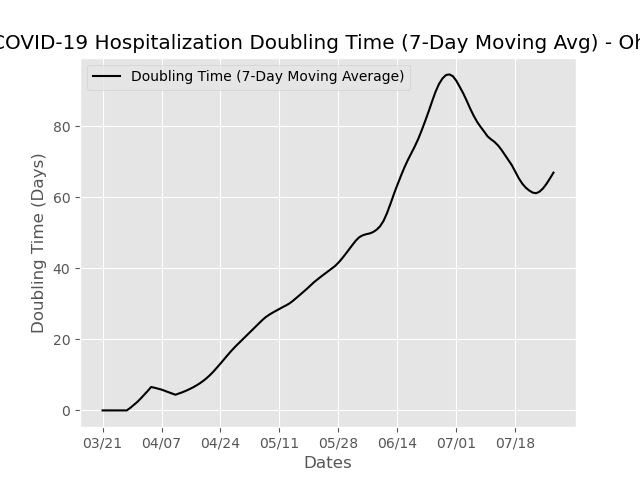 COVID-19 Hospitalization Doubling Time (7-Day Moving Avg) - Oh
Doubling Time (7-Day Moving Average)
Doubling Time (Days)
80
60
40
20
0
03/21 04/07 04/24 05/11 05/28 06/14 07/01 07/18
Dates